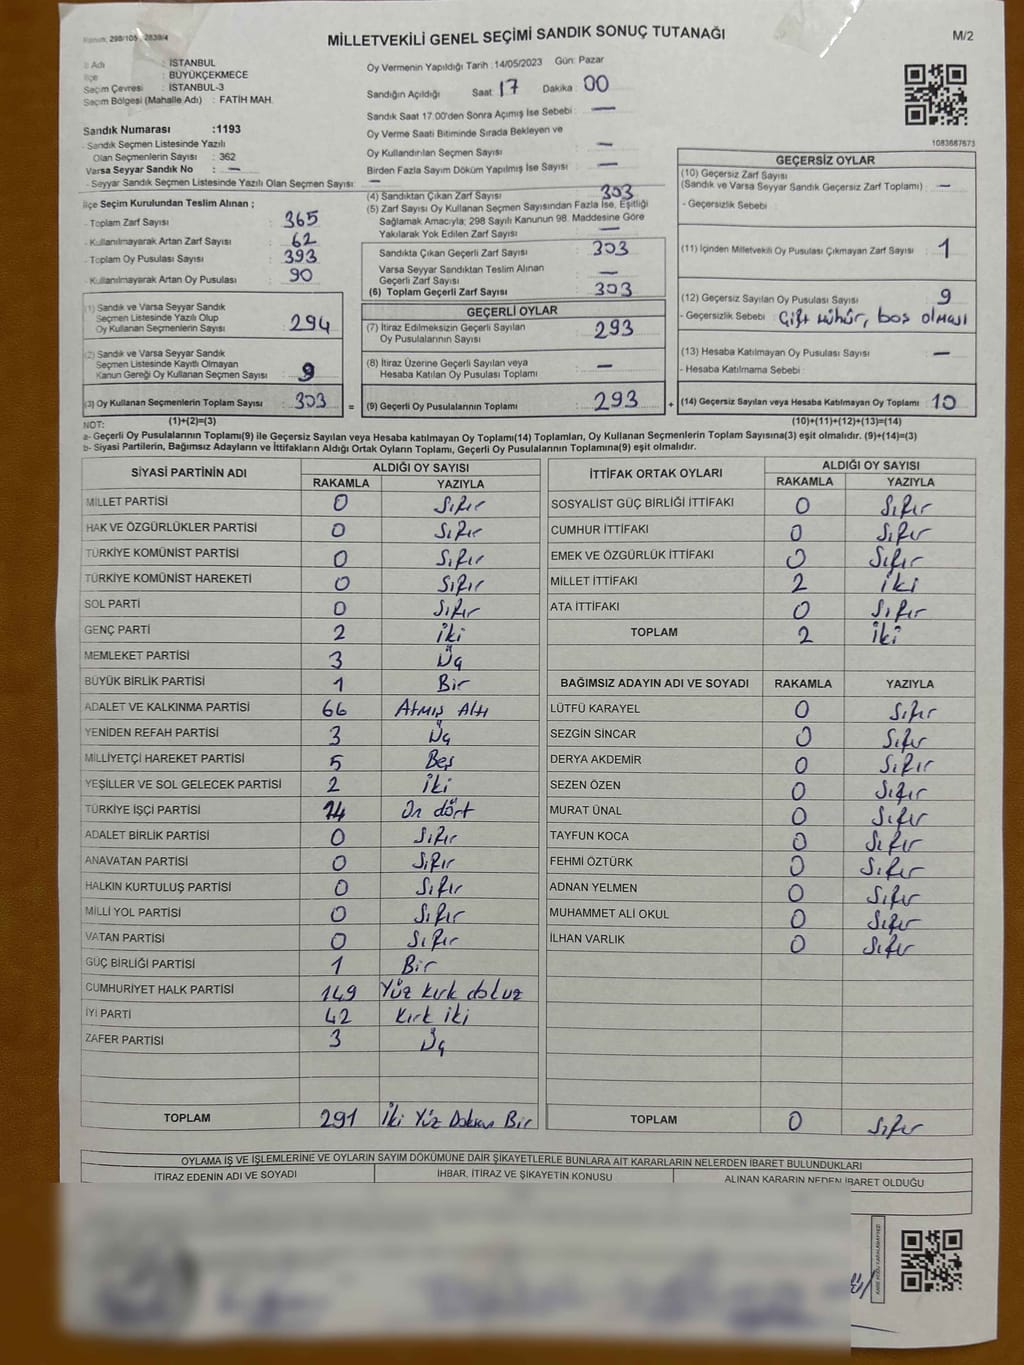 Kanun: 298/105 2839/4
MİLLETVEKİLİ GENEL SEÇİMİ SANDIK SONUÇ TUTANAĞI
M/2
İl Adı : İSTANBUL
İlçe : BÜYÜKÇEKMECE
Seçim Çevresi : İSTANBUL-3
Seçim Bölgesi (Mahalle Adı) : FATİH MAH.
Sandık Numarası :1193
- Sandık Seçmen Listesinde Yazılı
Olan Seçmenlerin Sayısı : 362
Varsa Seyyar Sandık No : —
- Seyyar Sandık Seçmen Listesinde Yazılı Olan Seçmen Sayısı: —
İlçe Seçim Kurulundan Teslim Alınan ;
- Toplam Zarf Sayısı : 365
- Kullanılmayarak Artan Zarf Sayısı : 62
- Toplam Oy Pusulası Sayısı : 393
- Kullanılmayarak Artan Oy Pusulası : 90
(1) Sandık ve Varsa Seyyar Sandık
Seçmen Listesinde Yazılı Olup
Oy Kullanan Seçmenlerin Sayısı : 294
(2) Sandık ve Varsa Seyyar Sandık
Seçmen Listesinde Kayıtlı Olmayan
Kanun Gereği Oy Kullanan Seçmen Sayısı : 9
(3) Oy Kullanan Seçmenlerin Toplam Sayısı : 303 =
(1)+(2)=(3)
Oy Vermenin Yapıldığı Tarih :14/05/2023 Gün: Pazar
Sandığın Açıldığı Saat : 17 Dakika : 00
Sandık Saat 17.00'den Sonra Açımış İse Sebebi : —
Oy Verme Saati Bitiminde Sırada Bekleyen ve
Oy Kullandırılan Seçmen Sayısı : —
Birden Fazla Sayım Döküm Yapılmış İse Sayısı : —
(4) Sandıktan Çıkan Zarf Sayısı : 303
(5) Zarf Sayısı Oy Kullanan Seçmen Sayısından Fazla İse, Eşitliği
Sağlamak Amacıyla; 298 Sayılı Kanunun 98. Maddesine Göre
Yakılarak Yok Edilen Zarf Sayısı : —
Sandıkta Çıkan Geçerli Zarf Sayısı : 303
Varsa Seyyar Sandıktan Teslim Alınan
Geçerli Zarf Sayısı : —
(6) Toplam Geçerli Zarf Sayısı : 303
GEÇERLİ OYLAR
(7) İtiraz Edilmeksizin Geçerli Sayılan
Oy Pusulalarının Sayısı : 293
(8) İtiraz Üzerine Geçerli Sayılan veya
Hesaba Katılan Oy Pusulası Toplamı : —
(9) Geçerli Oy Pusulalarının Toplamı : 293 +
1083687673
GEÇERSİZ OYLAR
(10) Geçersiz Zarf Sayısı
(Sandık ve Varsa Seyyar Sandık Geçersiz Zarf Toplamı) : —
- Geçersizlik Sebebi :
(11) İçinden Milletvekili Oy Pusulası Çıkmayan Zarf Sayısı : 1
(12) Geçersiz Sayılan Oy Pusulası Sayısı : 9
- Geçersizlik Sebebi : Çift mühür, boş olması
(13) Hesaba Katılmayan Oy Pusulası Sayısı : —
- Hesaba Katılmama Sebebi :
(14) Geçersiz Sayılan veya Hesaba Katılmayan Oy Toplamı : 10
(10)+(11)+(12)+(13)=(14)
NOT:
a- Geçerli Oy Pusulalarının Toplamı(9) ile Geçersiz Sayılan veya Hesaba katılmayan Oy Toplamı(14) Toplamları, Oy Kullanan Seçmenlerin Toplam Sayısına(3) eşit olmalıdır. (9)+(14)=(3)
b- Siyasi Partilerin, Bağımsız Adayların ve İttifakların Aldığı Ortak Oyların Toplamı, Geçerli Oy Pusulalarının Toplamına(9) eşit olmalıdır.
SİYASİ PARTİNİN ADI ALDIĞI OY SAYISI
RAKAMLA YAZIYLA
MİLLET PARTİSİ 0 Sıfır
HAK VE ÖZGÜRLÜKLER PARTİSİ 0 Sıfır
TÜRKİYE KOMÜNİST PARTİSİ 0 Sıfır
TÜRKİYE KOMÜNİST HAREKETİ 0 Sıfır
SOL PARTİ 0 Sıfır
GENÇ PARTİ 2 İki
MEMLEKET PARTİSİ 3 Üç
BÜYÜK BİRLİK PARTİSİ 1 Bir
ADALET VE KALKINMA PARTİSİ 66 Atmış Altı
YENİDEN REFAH PARTİSİ 3 Üç
MİLLİYETÇİ HAREKET PARTİSİ 5 Beş
YEŞİLLER VE SOL GELECEK PARTİSİ 2 İki
TÜRKİYE İŞÇİ PARTİSİ 14 On dört
ADALET BİRLİK PARTİSİ 0 Sıfır
ANAVATAN PARTİSİ 0 Sıfır
HALKIN KURTULUŞ PARTİSİ 0 Sıfır
MİLLİ YOL PARTİSİ 0 Sıfır
VATAN PARTİSİ 0 Sıfır
GÜÇ BİRLİĞİ PARTİSİ 1 Bir
CUMHURİYET HALK PARTİSİ 149 Yüz kırk dokuz
İYİ PARTİ 42 Kırk iki
ZAFER PARTİSİ 3 Üç
TOPLAM 291 İki Yüz Doksan Bir
İTTİFAK ORTAK OYLARI ALDIĞI OY SAYISI
RAKAMLA YAZIYLA
SOSYALİST GÜÇ BİRLİĞİ İTTİFAKI 0 Sıfır
CUMHUR İTTİFAKI 0 Sıfır
EMEK VE ÖZGÜRLÜK İTTİFAKI 0 Sıfır
MİLLET İTTİFAKI 2 İki
ATA İTTİFAKI 0 Sıfır
TOPLAM 2 İki
BAĞIMSIZ ADAYIN ADI VE SOYADI RAKAMLA YAZIYLA
LÜTFÜ KARAYEL 0 Sıfır
SEZGİN SİNCAR 0 Sıfır
DERYA AKDEMİR 0 Sıfır
SEZEN ÖZEN 0 Sıfır
MURAT ÜNAL 0 Sıfır
TAYFUN KOCA 0 Sıfır
FEHMİ ÖZTÜRK 0 Sıfır
ADNAN YELMEN 0 Sıfır
MUHAMMET ALİ OKUL 0 Sıfır
İLHAN VARLIK 0 Sıfır
TOPLAM 0 Sıfır
OYLAMA İŞ VE İŞLEMLERİNE VE OYLARIN SAYIM DÖKÜMÜNE DAİR ŞİKAYETLERLE BUNLARA AİT KARARLARIN NELERDEN İBARET BULUNDUKLARI
İTİRAZ EDENİN ADI VE SOYADI İHBAR, İTİRAZ VE ŞİKAYETİN KONUSU ALINAN KARARIN NEDEN İBARET OLDUĞU